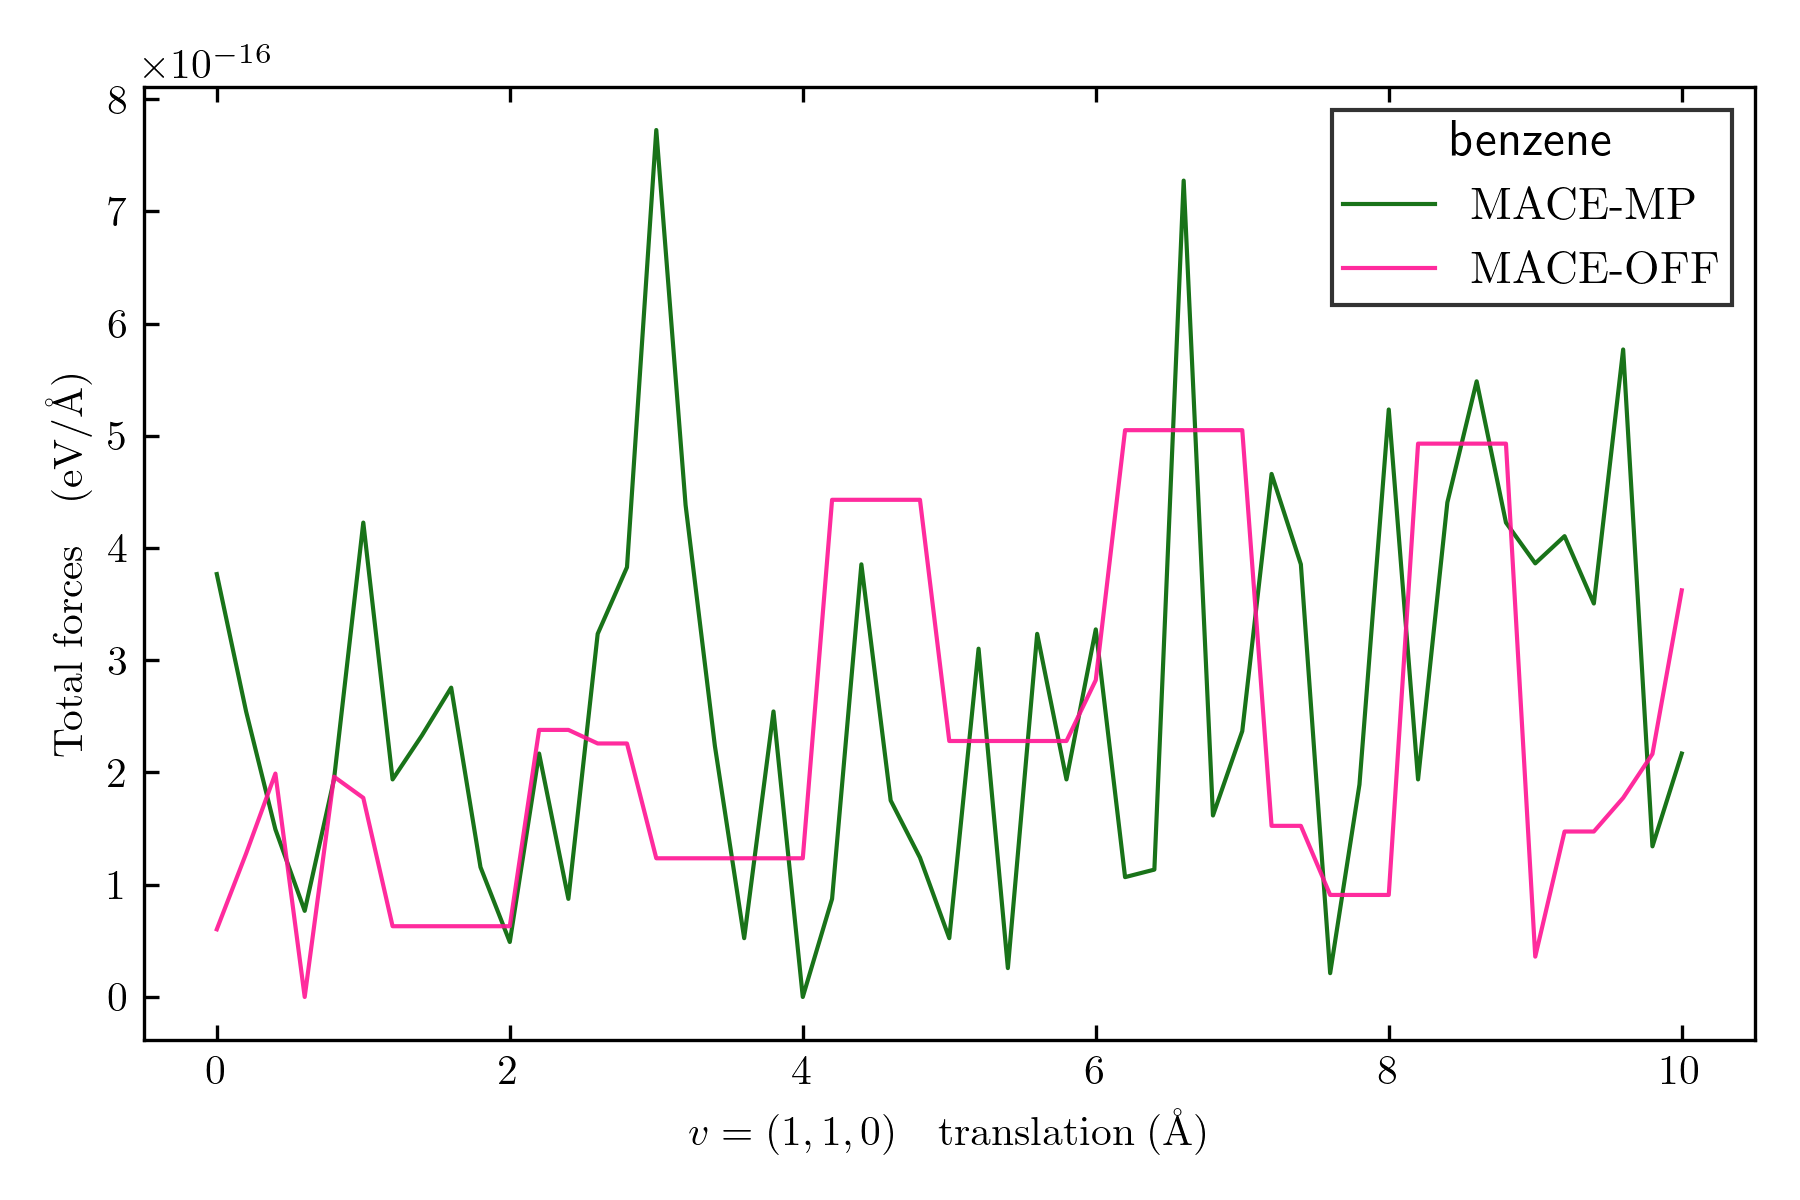 ×10⁻¹⁶
8
7
6
5
4
3
2
1
0
Total forces (eV/Å)
benzene
MACE-MP
MACE-OFF
0 2 4 6 8 10
v = (1, 1, 0) translation (Å)